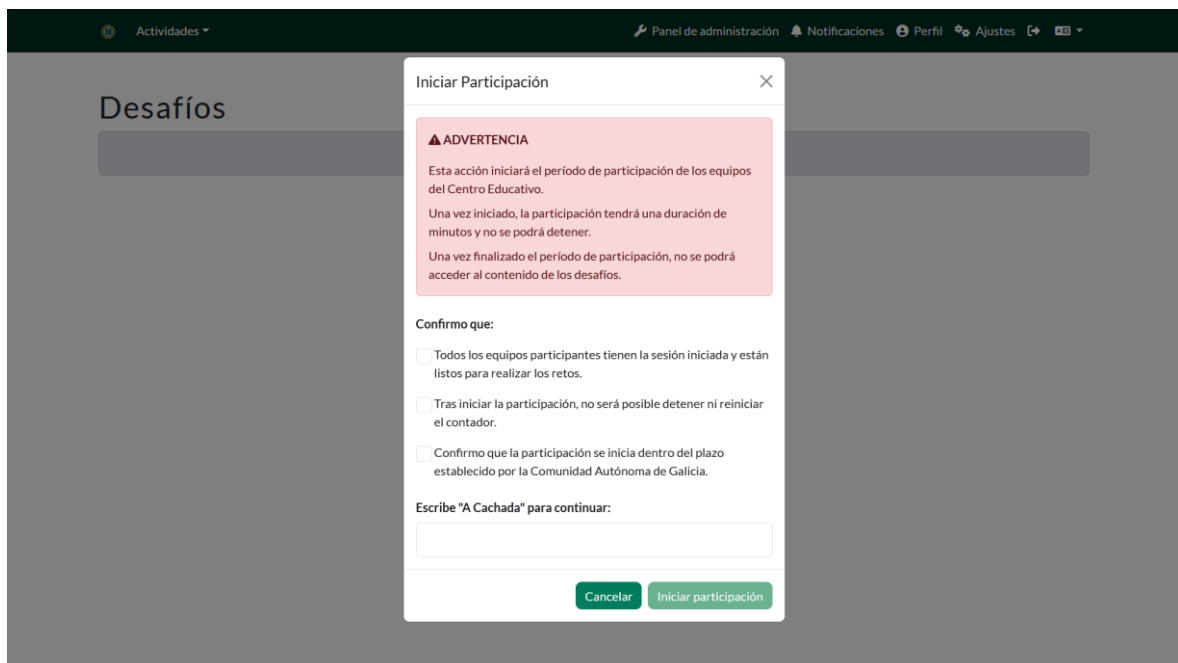 Actividades
Panel de administración
Notificaciones
Perfil
Ajustes
Iniciar Participación
Desafíos
ADVERTENCIA
Esta acción iniciará el período de participación de los equipos
del Centro Educativo.
Una vez iniciado, la participación tendrá una duración de
minutos y no se podrá detener.
Una vez finalizado el período de participación, no se podrá
acceder al contenido de los desafíos.
Confirmo que:
Todos los equipos participantes tienen la sesión iniciada y están
listos para realizar los retos.
Tras iniciar la participación, no será posible detener ni reiniciar
el contador.
Confirmo que la participación se inicia dentro del plazo
establecido por la Comunidad Autónoma de Galicia.
Escribe "A Cachada" para continuar:
Cancelar
Iniciar participación